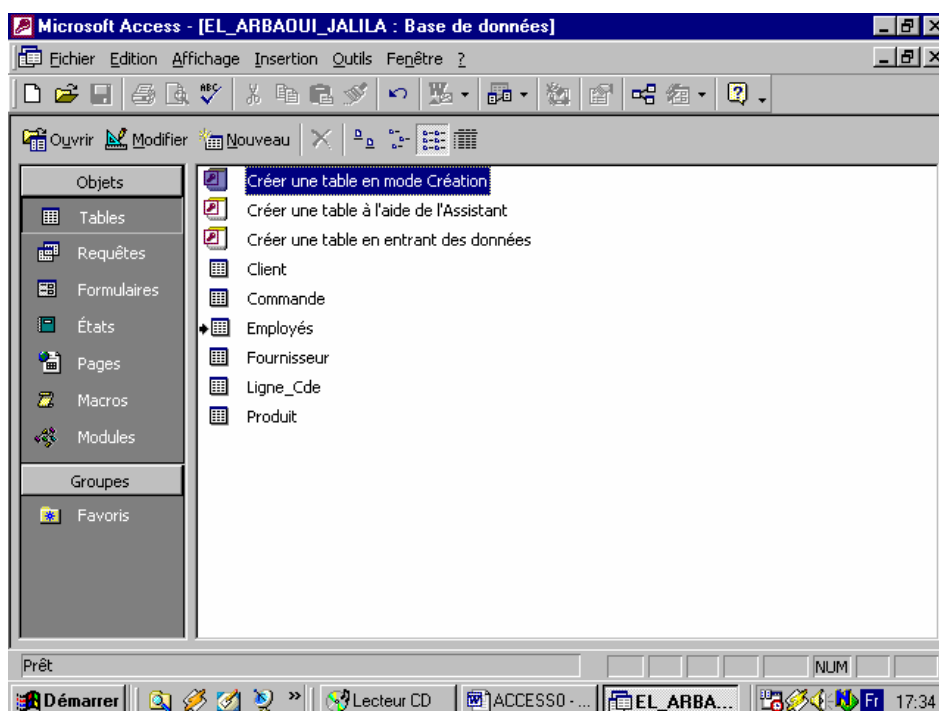 Microsoft Access - [EL_ARBAOUI_JALILA : Base de données]
Fichier Edition Affichage Insertion Outils Fenêtre ?
ABC
Ouvrir Modifier Nouveau
Objets
Tables
Requêtes
Formulaires
États
Pages
Macros
Modules
Groupes
Favoris
Créer une table en mode Création
Créer une table à l'aide de l'Assistant
Créer une table en entrant des données
Client
Commande
Employés
Fournisseur
Ligne_Cde
Produit
Prêt NUM
Démarrer » Lecteur CD ACCESS0 - ... EL_ARBA... Fr 17:34